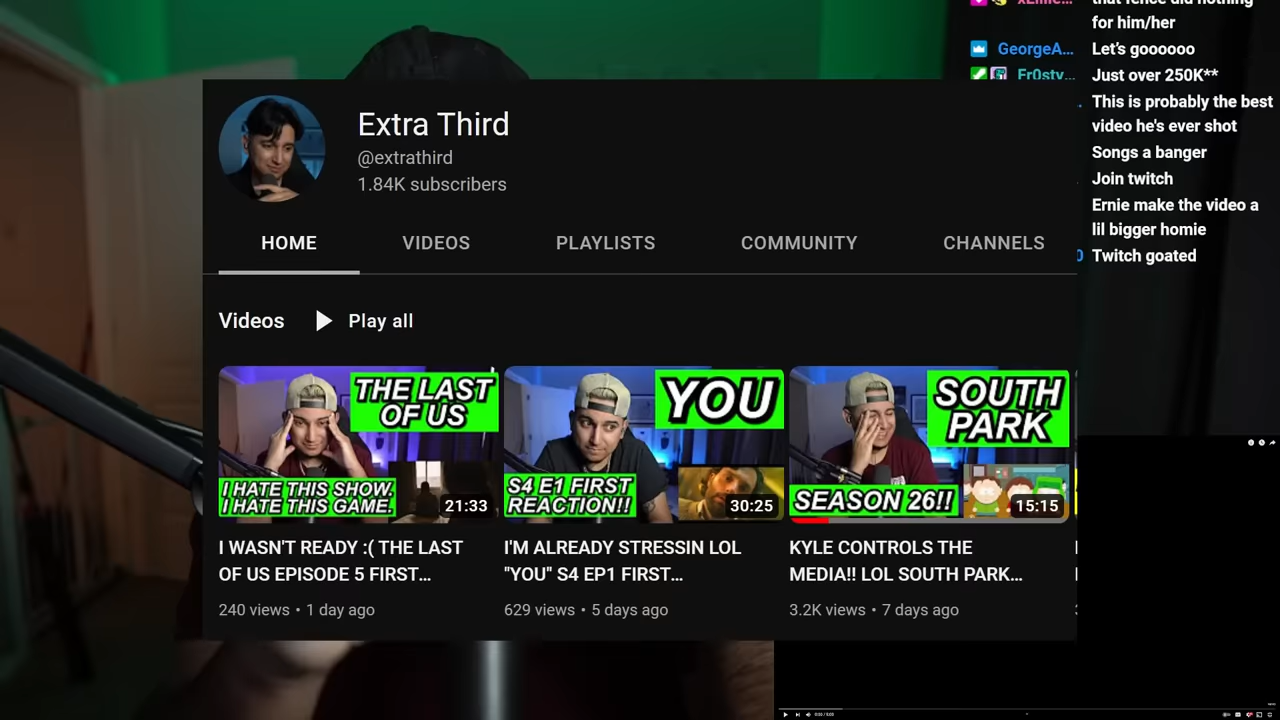 that fence did nothing
for him/her
GeorgeA... Let's goooooo
Fr0sty... Just over 250K**
This is probably the best
video he's ever shot
Songs a banger
Join twitch
Ernie make the video a
lil bigger homie
Twitch goated
Extra Third
@extrathird
1.84K subscribers
HOME VIDEOS PLAYLISTS COMMUNITY CHANNELS
Videos Play all
THE LAST
OF US
I HATE THIS SHOW.
I HATE THIS GAME.
21:33
YOU
S4 E1 FIRST
REACTION!!
30:25
SOUTH
PARK
SEASON 26!!
15:15
I WASN'T READY :( THE LAST
OF US EPISODE 5 FIRST...
240 views • 1 day ago
I'M ALREADY STRESSIN LOL
"YOU" S4 EP1 FIRST...
629 views • 5 days ago
KYLE CONTROLS THE
MEDIA!! LOL SOUTH PARK...
3.2K views • 7 days ago